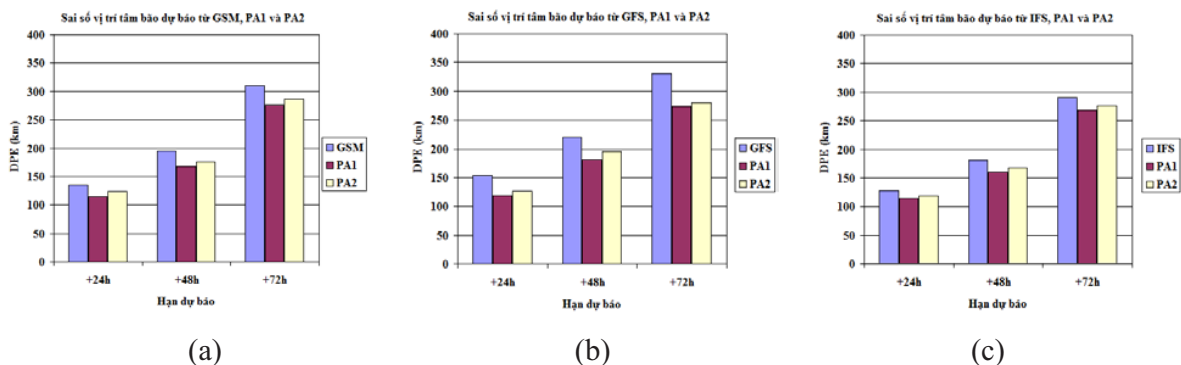 Sai số vị trí tâm bão dự báo từ GSM, PA1 và PA2
400
350
300
250
200
150
100
50
0
DPE (km)
+24h +48h +72h
Hạn dự báo
GSM
PA1
PA2
(a)
Sai số vị trí tâm bão dự báo từ GFS, PA1 và PA2
400
350
300
250
200
150
100
50
0
DPE (km)
+24h +48h +72h
Hạn dự báo
GFS
PA1
PA2
(b)
Sai số vị trí tâm bão dự báo từ IFS, PA1 và PA2
400
350
300
250
200
150
100
50
0
DPE (km)
+24h +48h +72h
Hạn dự báo
IFS
PA1
PA2
(c)